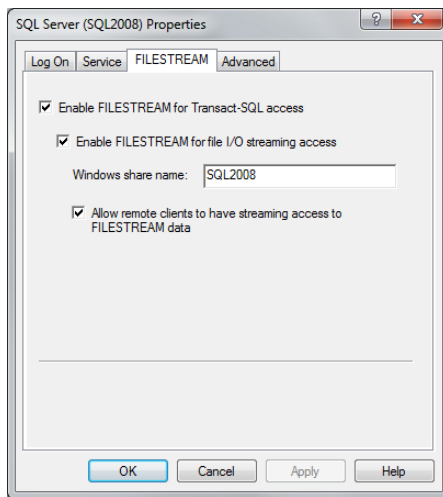 SQL Server (SQL2008) Properties
Log On Service FILESTREAM Advanced
Enable FILESTREAM for Transact-SQL access
Enable FILESTREAM for file I/O streaming access
Windows share name: SQL2008
Allow remote clients to have streaming access to
FILESTREAM data
OK Cancel Apply Help